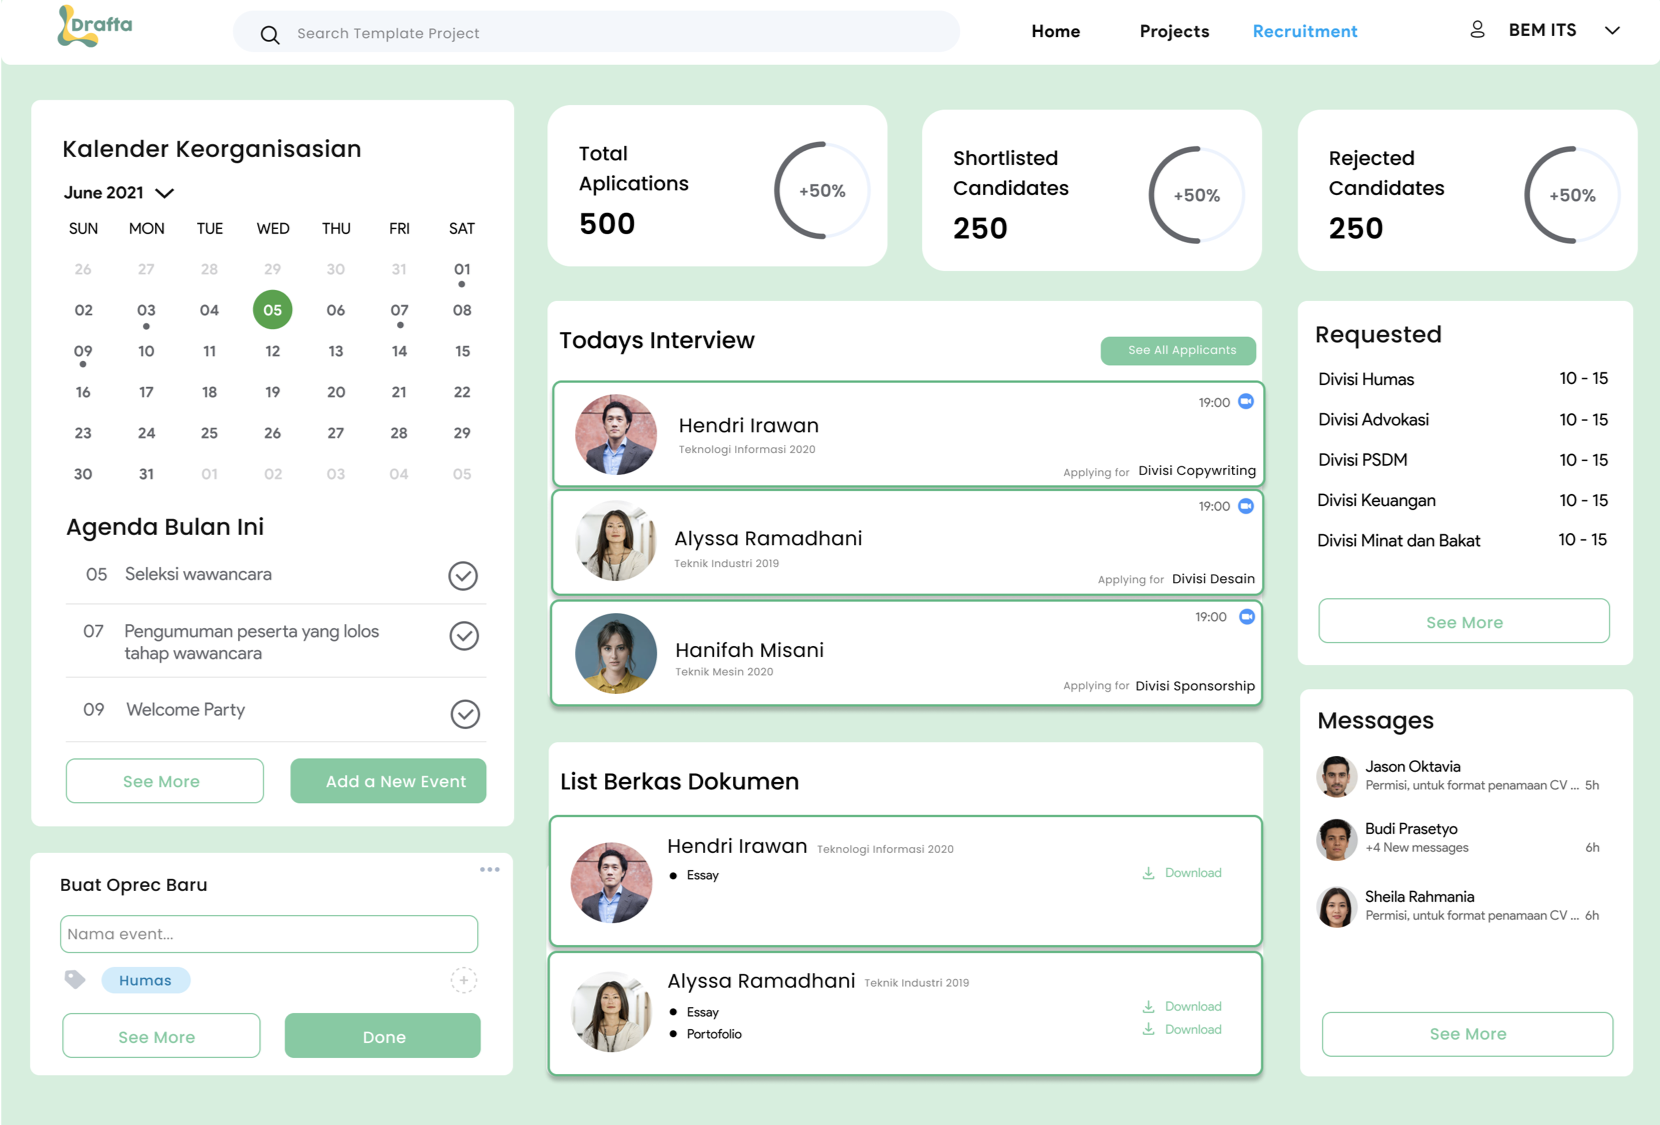 Drafta
Search Template Project
Home
Projects
Recruitment
BEM ITS
Kalender Keorganisasian
June 2021
SUN MON TUE WED THU FRI SAT
26 27 28 29 30 31 01
02 03 04 05 06 07 08
09 10 11 12 13 14 15
16 17 18 19 20 21 22
23 24 25 26 27 28 29
30 31 01 02 03 04 05
Agenda Bulan Ini
05 Seleksi wawancara
07 Pengumuman peserta yang lolos
tahap wawancara
09 Welcome Party
See More
Add a New Event
Buat Oprec Baru
Nama event...
Humas
See More
Done
Total
Aplications
500
+50%
Shortlisted
Candidates
250
+50%
Rejected
Candidates
250
+50%
Todays Interview
See All Applicants
Hendri Irawan
Teknologi Informasi 2020
19:00
Applying for Divisi Copywriting
Alyssa Ramadhani
Teknik Industri 2019
19:00
Applying for Divisi Desain
Hanifah Misani
Teknik Mesin 2020
19:00
Applying for Divisi Sponsorship
List Berkas Dokumen
Hendri Irawan Teknologi Informasi 2020
Essay
Download
Alyssa Ramadhani Teknik Industri 2019
Essay
Download
Portofolio
Download
Requested
Divisi Humas 10 - 15
Divisi Advokasi 10 - 15
Divisi PSDM 10 - 15
Divisi Keuangan 10 - 15
Divisi Minat dan Bakat 10 - 15
See More
Messages
Jason Oktavia
Permisi, untuk format penamaan CV ... 5h
Budi Prasetyo
+4 New messages 6h
Sheila Rahmania
Permisi, untuk format penamaan CV ... 6h
See More